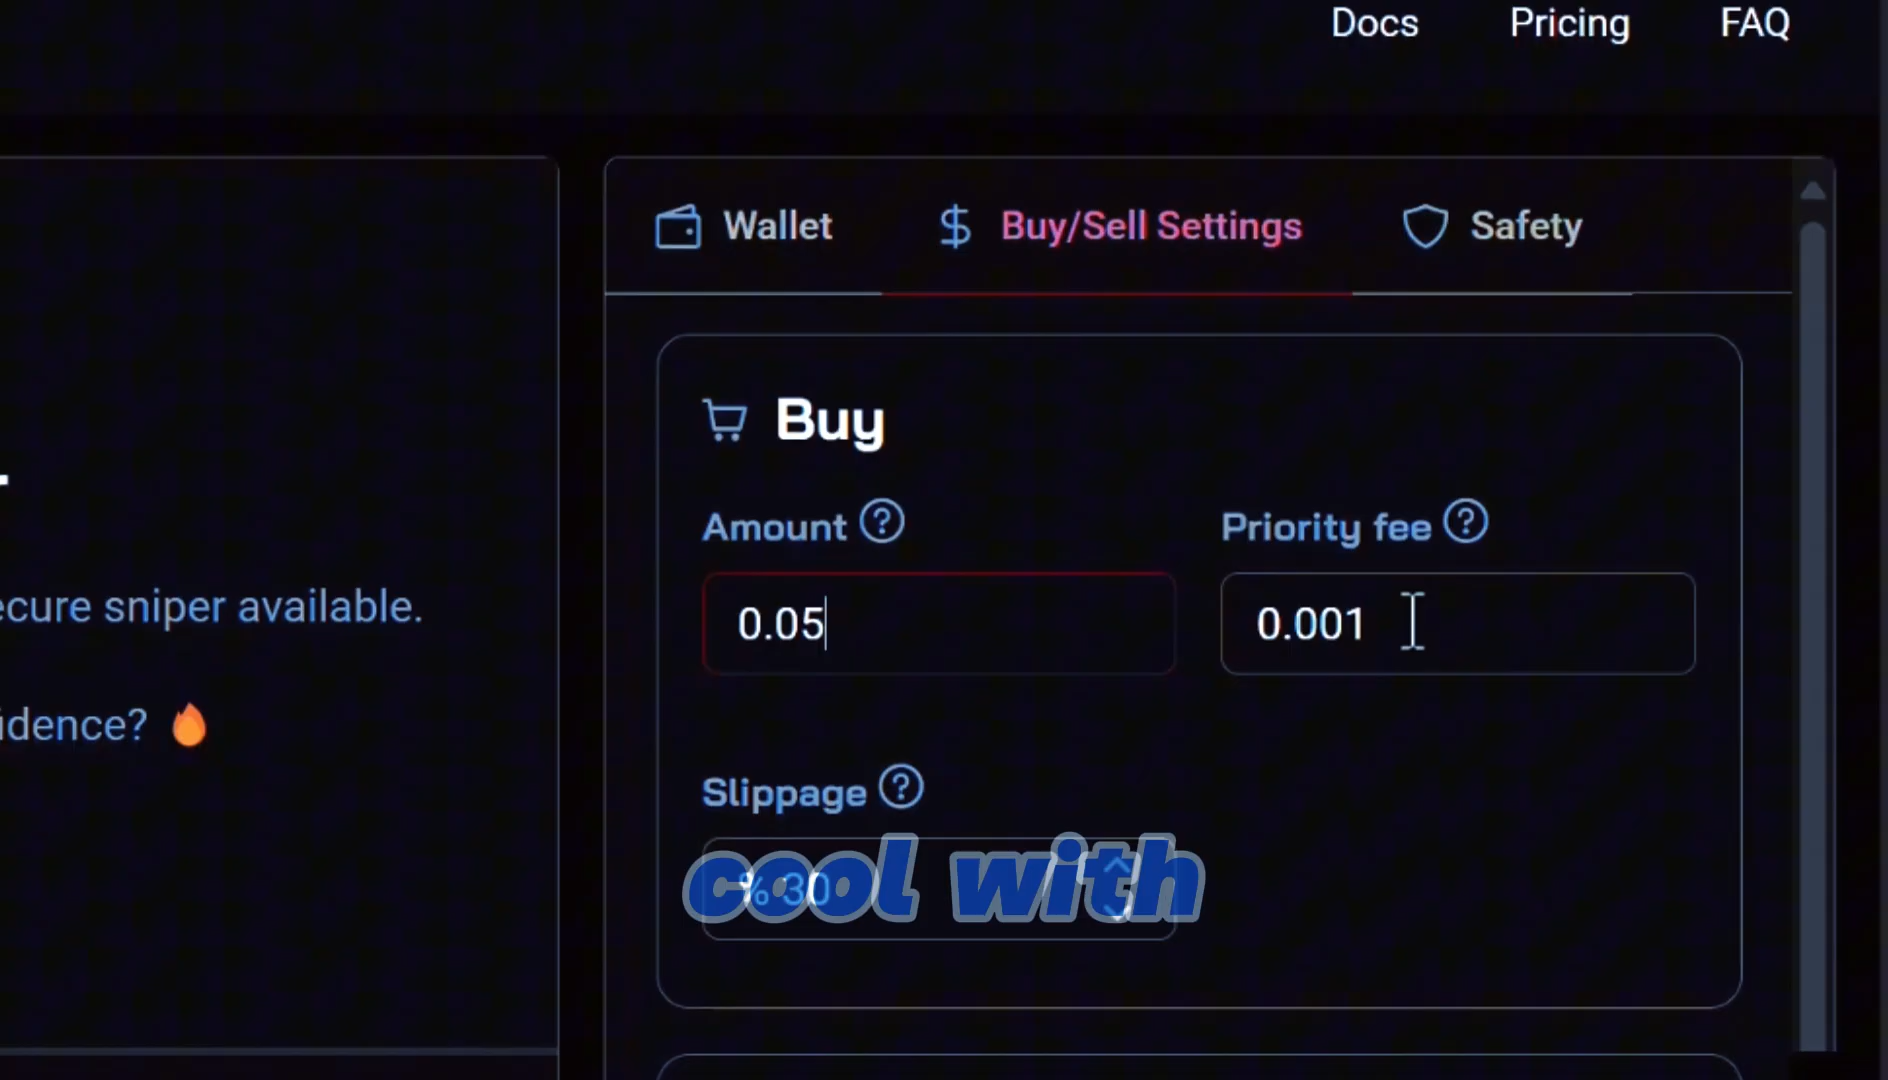 Docs Pricing FAQ
Wallet $ Buy/Sell Settings Safety
Buy
Amount ? Priority fee ?
0.05 0.001
ecure sniper available.
idence? 🔥
Slippage ?
% 30
cool with